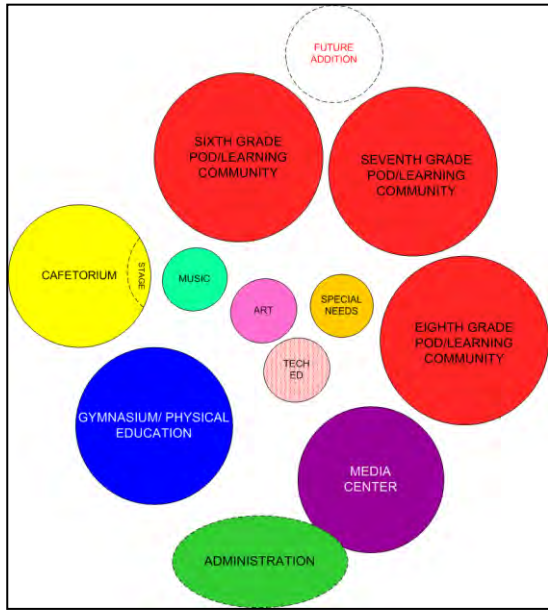 FUTURE
ADDITION
SIXTH GRADE
POD/LEARNING
COMMUNITY
SEVENTH GRADE
POD/LEARNING
COMMUNITY
CAFETORIUM
STAGE
MUSIC
ART
SPECIAL
NEEDS
EIGHTH GRADE
POD/LEARNING
COMMUNITY
TECH
ED
GYMNASIUM/ PHYSICAL
EDUCATION
MEDIA
CENTER
ADMINISTRATION